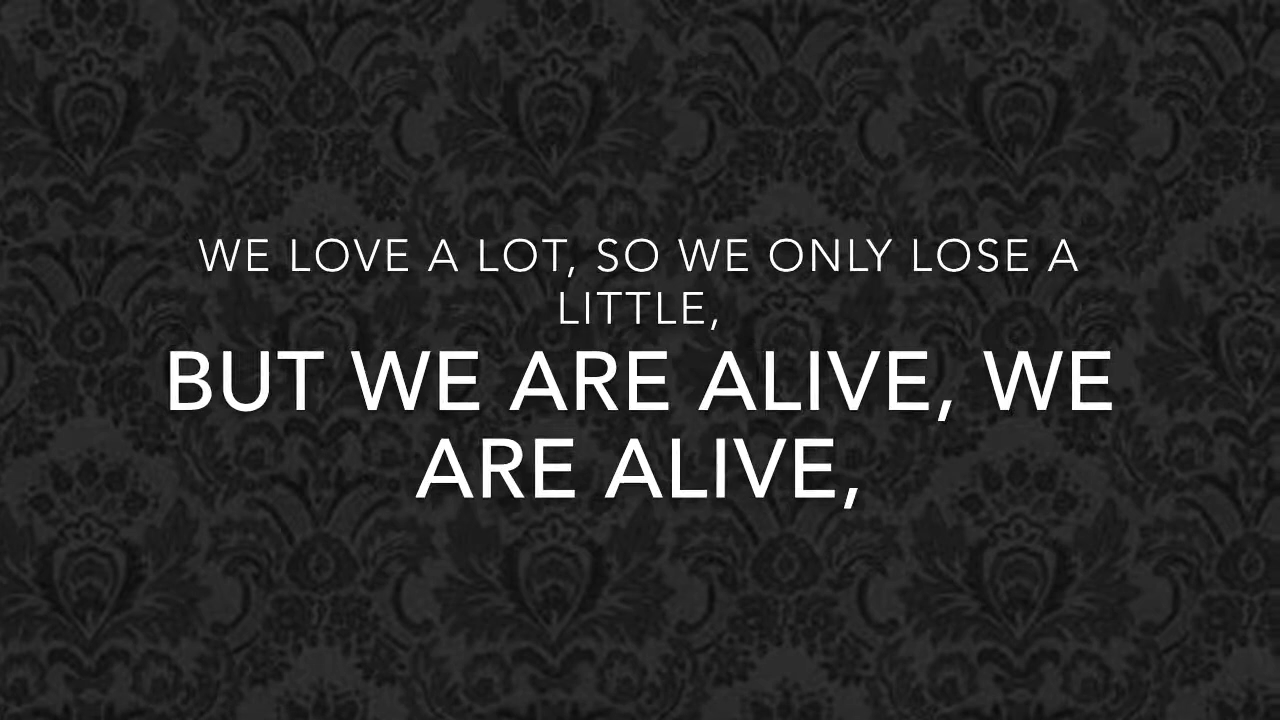 WE LOVE A LOT, SO WE ONLY LOSE A
LITTLE,
BUT WE ARE ALIVE, WE
ARE ALIVE,